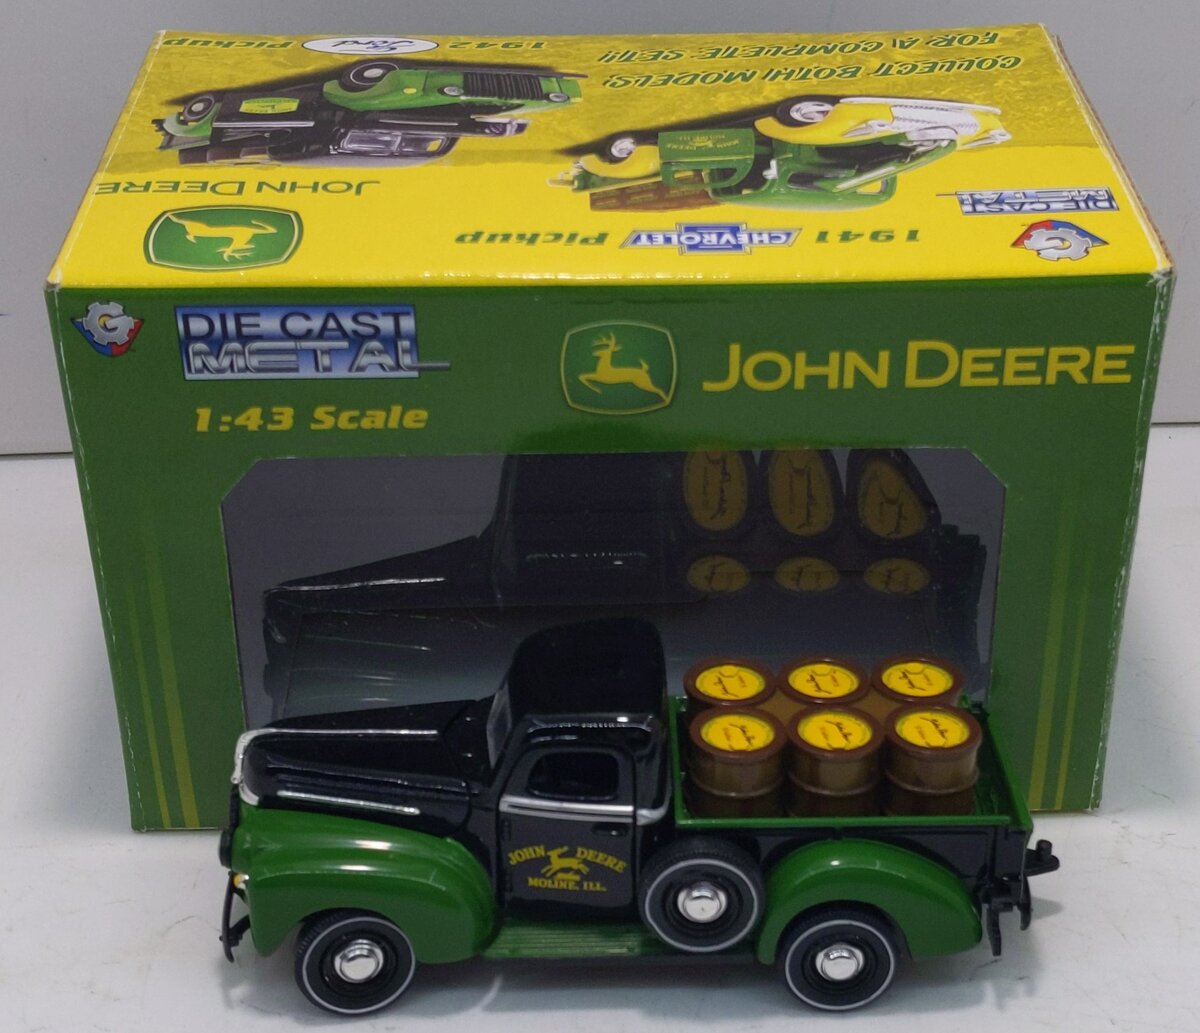 COLLECT BOTH MODELS,
FOR A COMPLETE SET!!
1942 Ford Pickup
JOHN DEERE
1941 CHEVROLET Pickup
DIE CAST
METAL
G
DIE CAST
METAL
1:43 Scale
JOHN DEERE
JOHN DEERE
MOLINE, ILL.